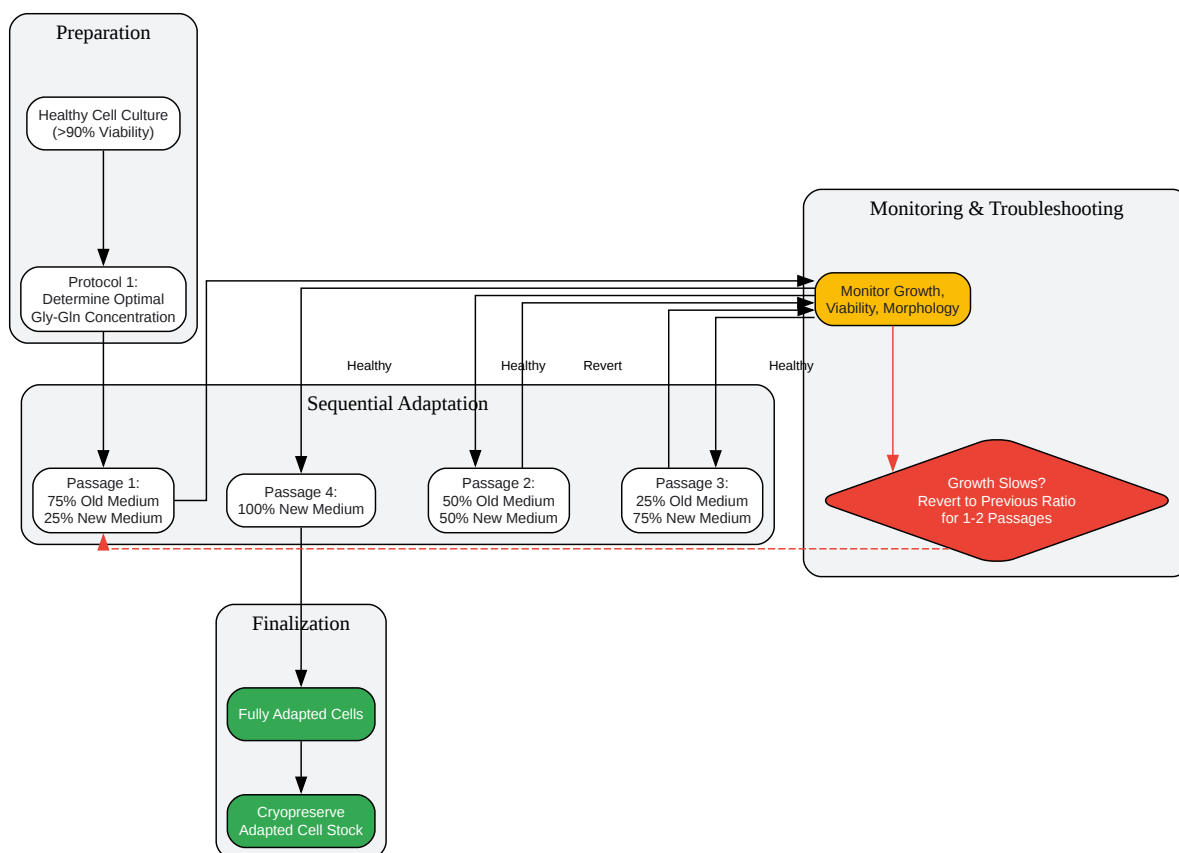 Preparation
Healthy Cell Culture
(>90% Viability)
Protocol 1:
Determine Optimal
Gly-Gln Concentration
Monitoring & Troubleshooting
Monitor Growth,
Viability, Morphology
Healthy
Healthy
Revert
Healthy
Sequential Adaptation
Passage 1:
75% Old Medium
25% New Medium
Passage 4:
100% New Medium
Passage 2:
50% Old Medium
50% New Medium
Passage 3:
25% Old Medium
75% New Medium
Growth Slows?
Revert to Previous Ratio
for 1-2 Passages
Finalization
Fully Adapted Cells
Cryopreserve
Adapted Cell Stock